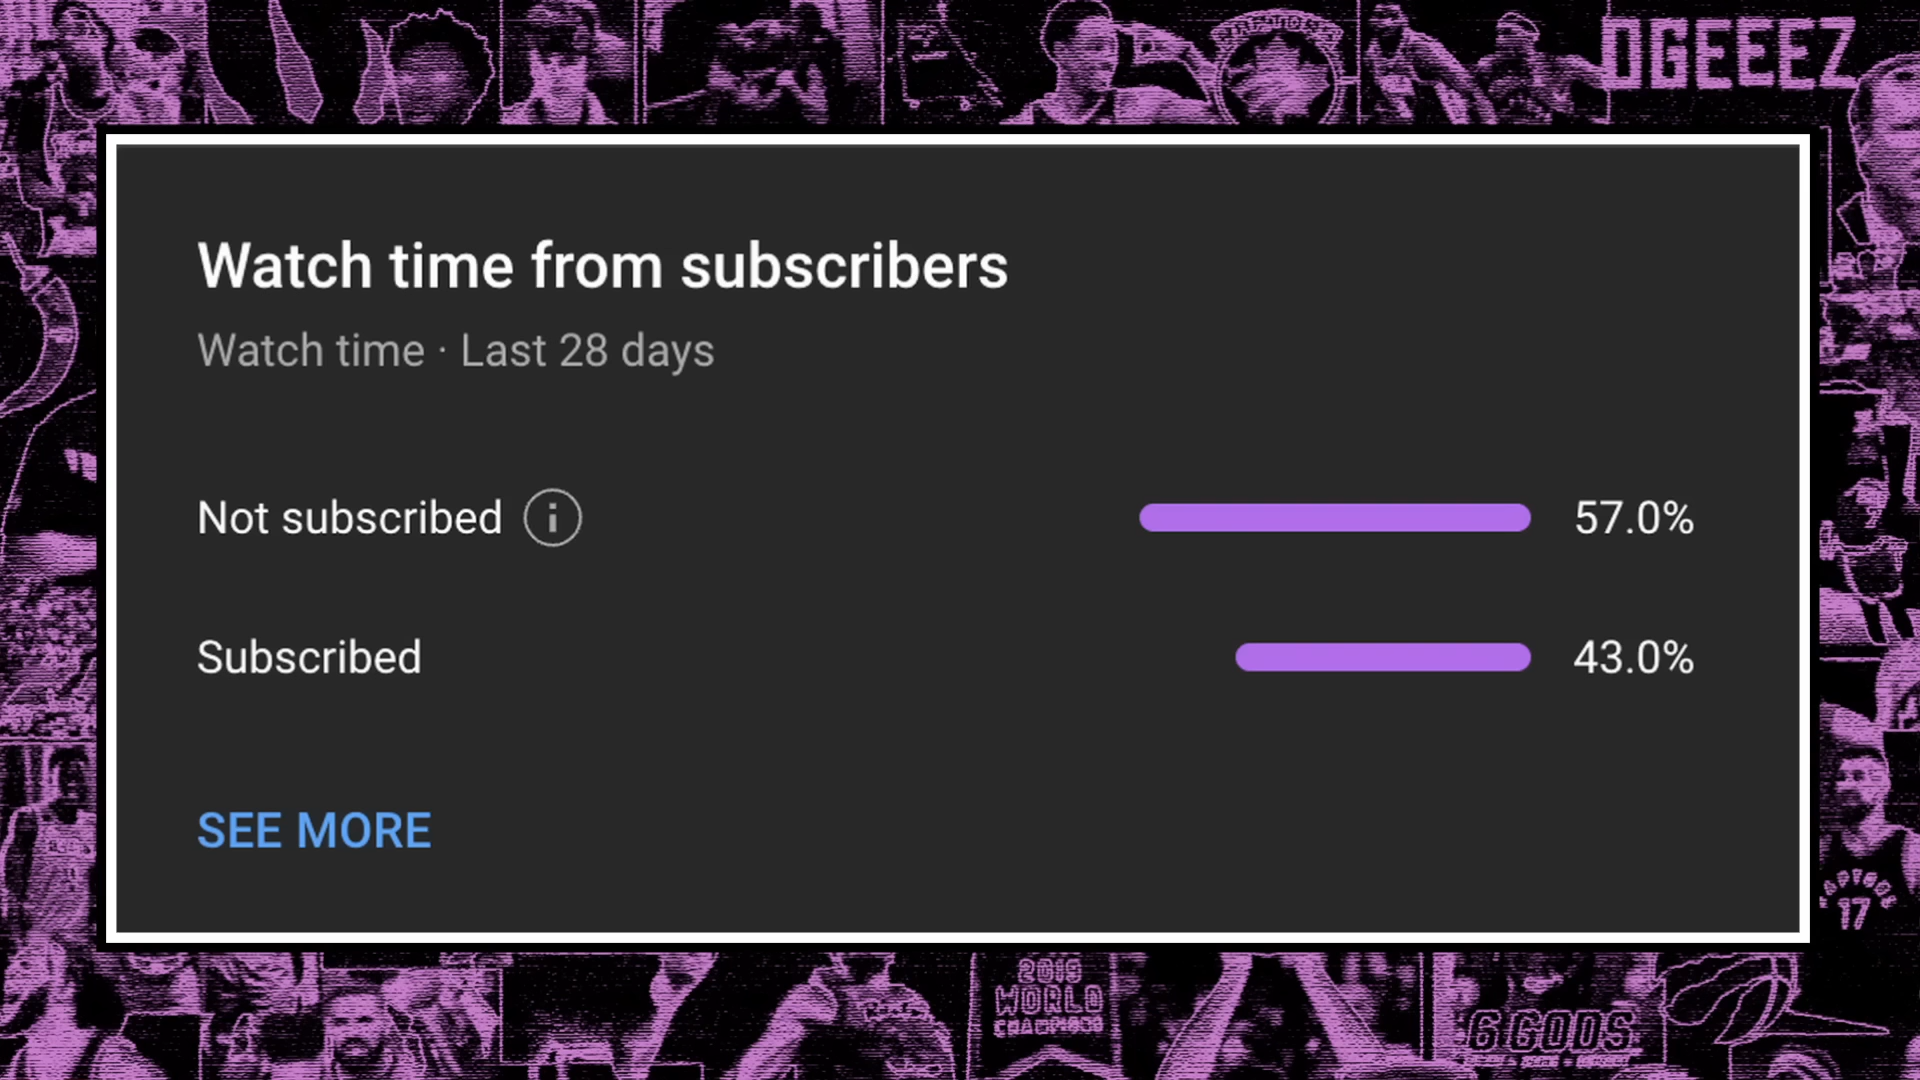 DGEEEZ
Watch time from subscribers
Watch time · Last 28 days
Not subscribed
57.0%
Subscribed
43.0%
SEE MORE
17
2019
WORLD
CHAMPIONS
6 GODS